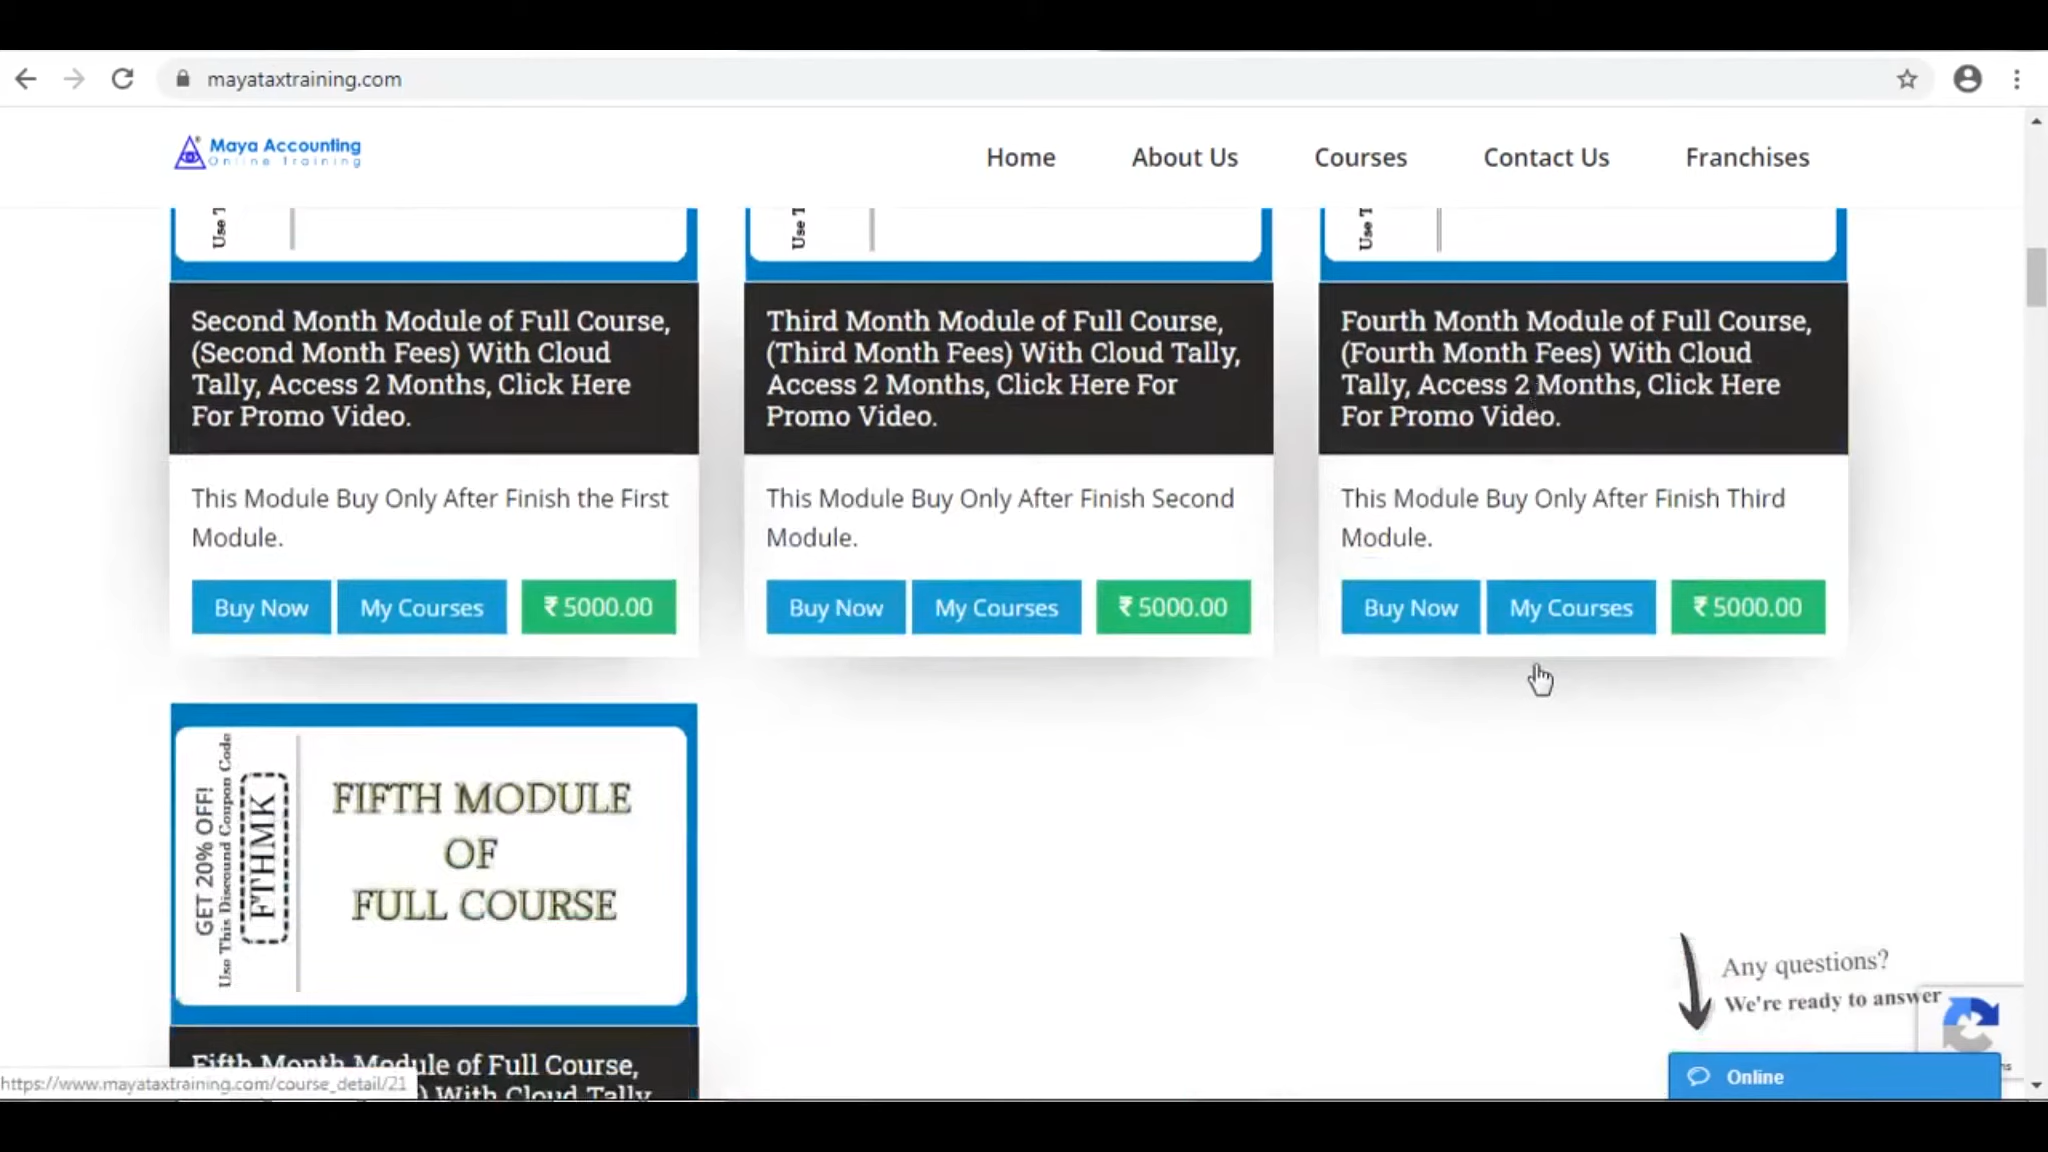 mayataxtraining.com
Maya Accounting
Online Training
Home
About Us
Courses
Contact Us
Franchises
Use T
Use T
Use T
Second Month Module of Full Course,
(Second Month Fees) With Cloud
Tally, Access 2 Months, Click Here
For Promo Video.
This Module Buy Only After Finish the First
Module.
Buy Now
My Courses
₹ 5000.00
Third Month Module of Full Course,
(Third Month Fees) With Cloud Tally,
Access 2 Months, Click Here For
Promo Video.
This Module Buy Only After Finish Second
Module.
Buy Now
My Courses
₹ 5000.00
Fourth Month Module of Full Course,
(Fourth Month Fees) With Cloud
Tally, Access 2 Months, Click Here
For Promo Video.
This Module Buy Only After Finish Third
Module.
Buy Now
My Courses
₹ 5000.00
GET 20% OFF!
Use This Discount Coupon Code
FTHMK
FIFTH MODULE
OF
FULL COURSE
Fifth Month Module of Full Course,
With Cloud Tally
https://www.mayataxtraining.com/course_detail/21
Any questions?
We're ready to answer
Online